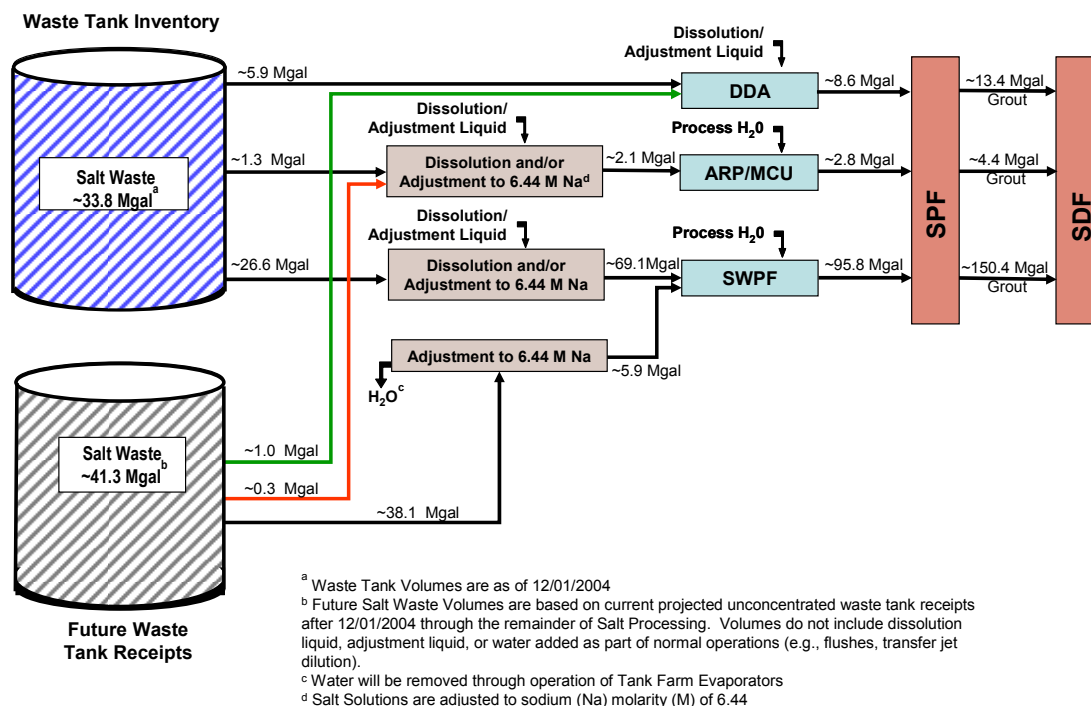 Waste Tank Inventory
Salt Waste
~33.8 Mgal a
~5.9 Mgal
~1.3 Mgal
~26.6 Mgal
Dissolution/
Adjustment Liquid
DDA
~8.6 Mgal
~13.4 Mgal
Grout
Dissolution/
Adjustment Liquid
Dissolution and/or
Adjustment to 6.44 M Na d
~2.1 Mgal
Process H20
ARP/MCU
~2.8 Mgal
~4.4 Mgal
Grout
Dissolution/
Adjustment Liquid
Dissolution and/or
Adjustment to 6.44 M Na
~69.1Mgal
Process H20
SWPF
~95.8 Mgal
~150.4 Mgal
Grout
SPF
SDF
Adjustment to 6.44 M Na
~5.9 Mgal
H2O c
Salt Waste
~41.3 Mgal b
~1.0 Mgal
~0.3 Mgal
~38.1 Mgal
Future Waste
Tank Receipts
a Waste Tank Volumes are as of 12/01/2004
b Future Salt Waste Volumes are based on current projected unconcentrated waste tank receipts
after 12/01/2004 through the remainder of Salt Processing. Volumes do not include dissolution
liquid, adjustment liquid, or water added as part of normal operations (e.g., flushes, transfer jet
dilution).
c Water will be removed through operation of Tank Farm Evaporators
d Salt Solutions are adjusted to sodium (Na) molarity (M) of 6.44